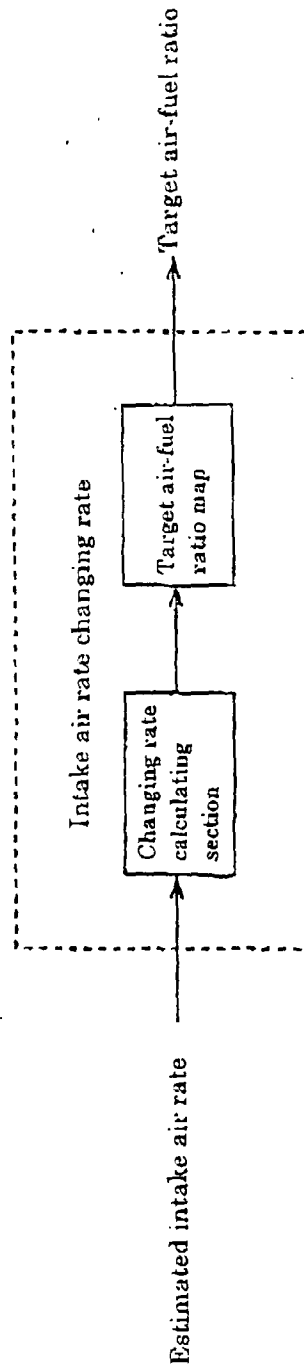 Estimated intake air rate
Intake air rate changing rate
Changing rate
calculating
section
Target air-fuel
ratio map
Target air-fuel ratio